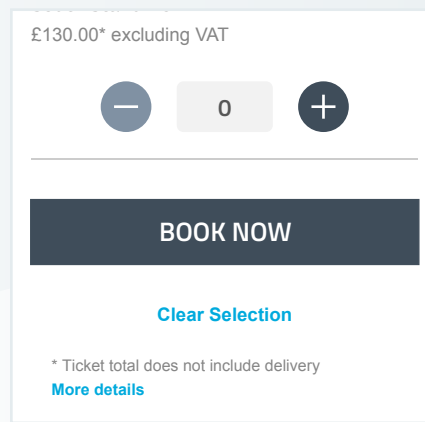 £130.00* excluding VAT
0
BOOK NOW
Clear Selection
* Ticket total does not include delivery
More details